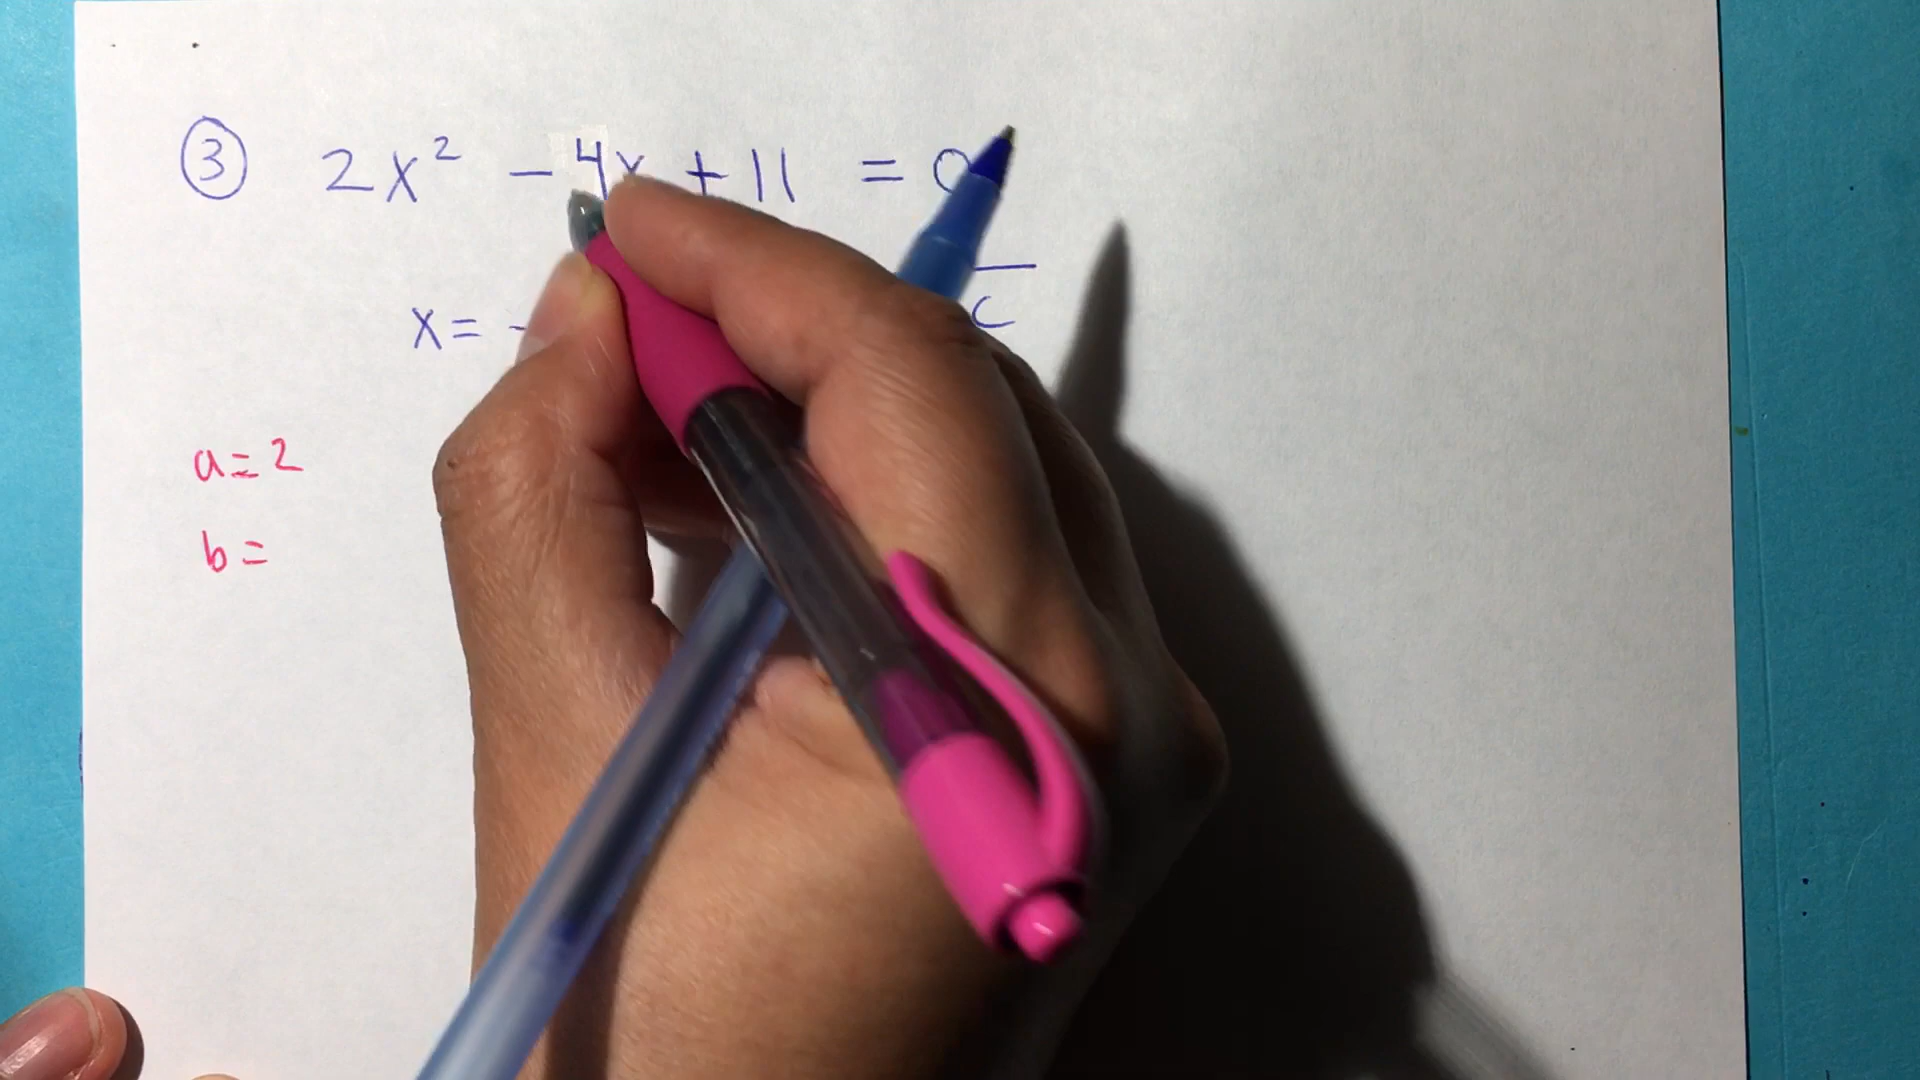 ③ 2x² - 4x + 11 = 0
x = - c
a = 2
b =